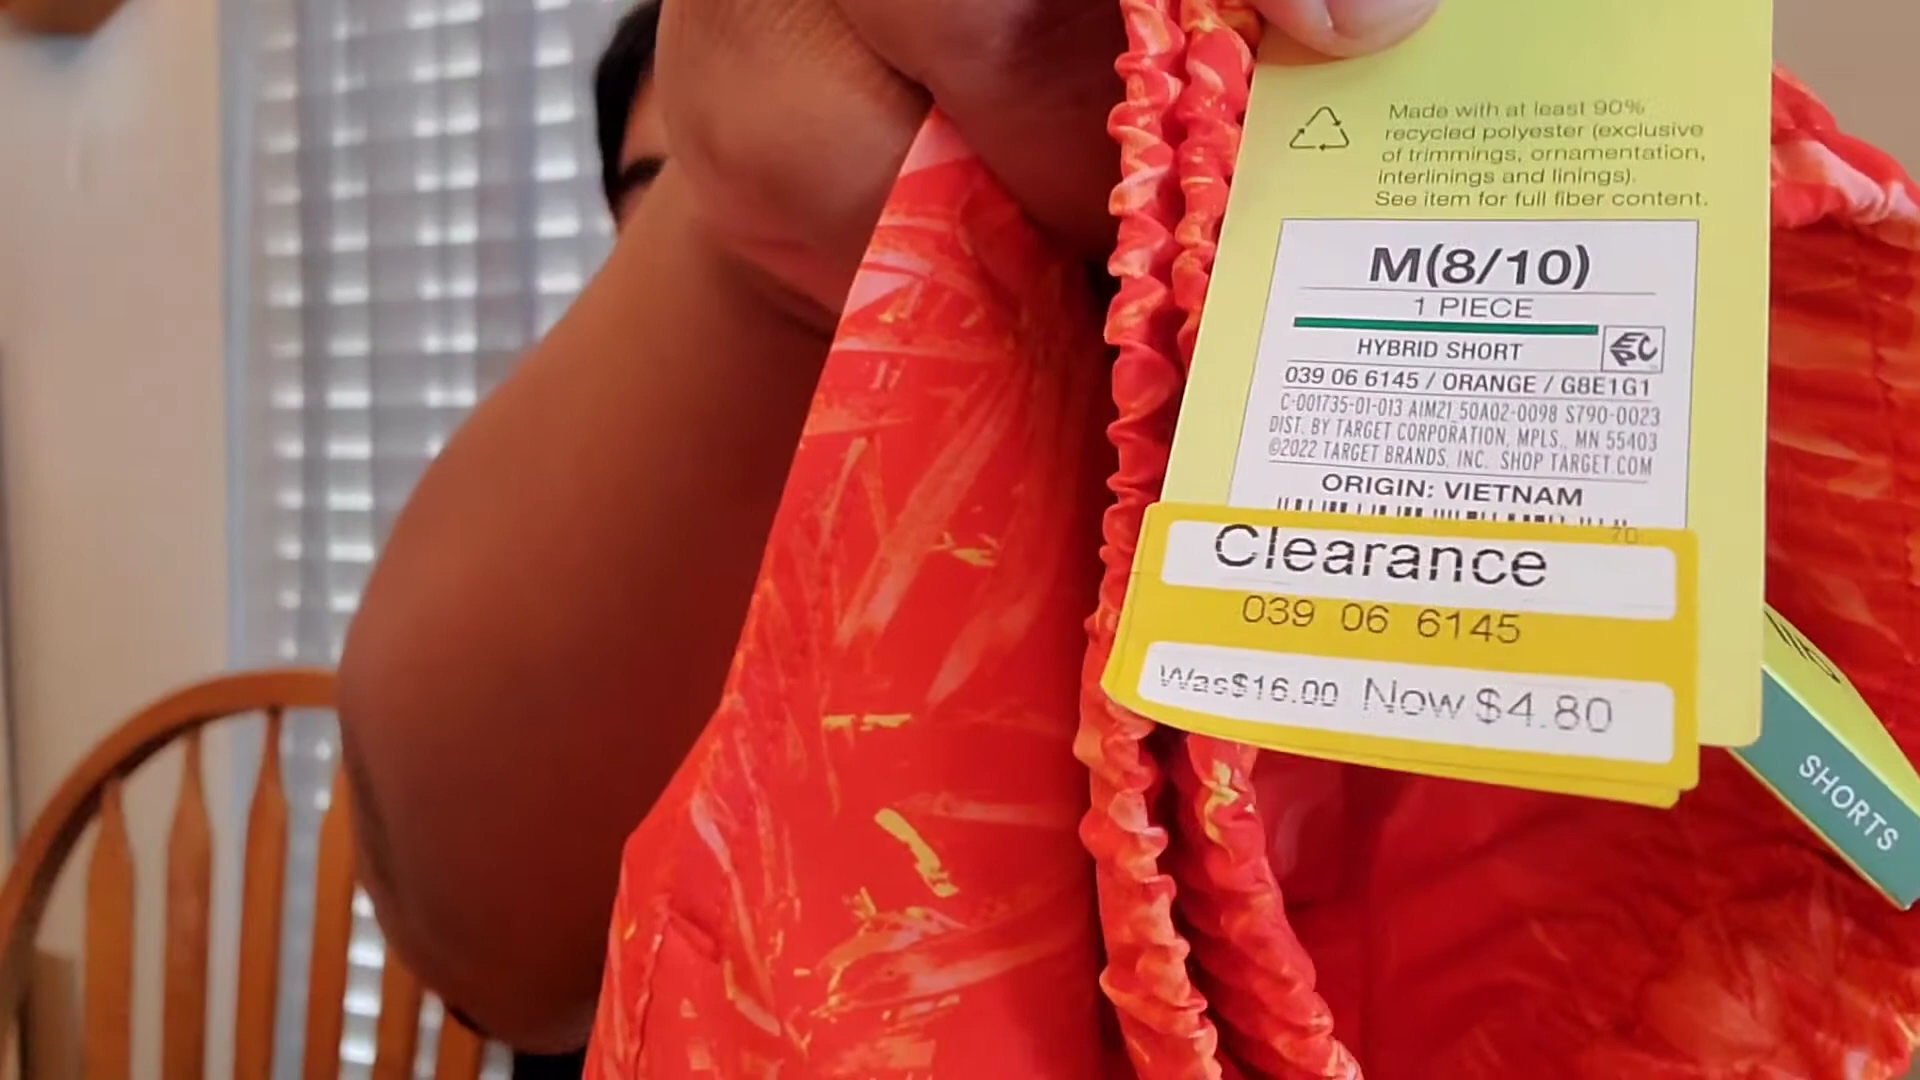 Made with at least 90%
recycled polyester (exclusive
of trimmings, ornamentation,
interlinings and linings).
See item for full fiber content.
M(8/10)
1 PIECE
HYBRID SHORT
039 06 6145 / ORANGE / G8E1G1
C-001735-01-013 AIM21 50A02-0098 S790-0023
DIST. BY TARGET CORPORATION, MPLS., MN 55403
©2022 TARGET BRANDS, INC. SHOP TARGET.COM
ORIGIN: VIETNAM
70
Clearance
039 06 6145
Was$16.00 Now $4.80
SHORTS